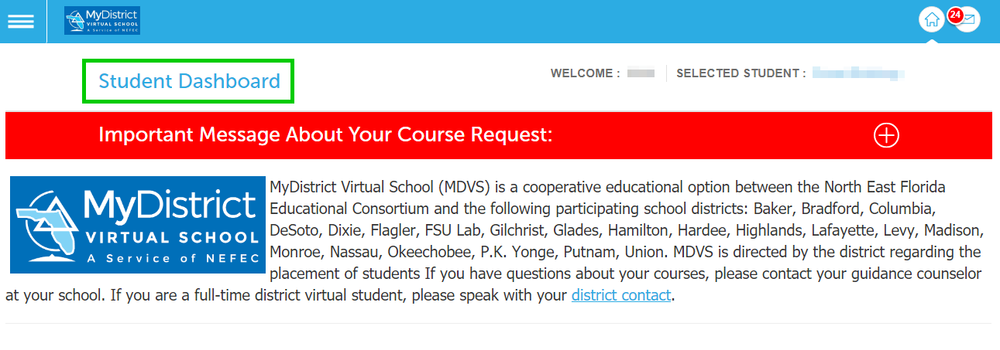 MyDistrict
VIRTUAL SCHOOL
A Service of NEFEC
24
Student Dashboard
WELCOME :
SELECTED STUDENT :
Important Message About Your Course Request:
MyDistrict
VIRTUAL SCHOOL
A Service of NEFEC
MyDistrict Virtual School (MDVS) is a cooperative educational option between the North East Florida
Educational Consortium and the following participating school districts: Baker, Bradford, Columbia,
DeSoto, Dixie, Flagler, FSU Lab, Gilchrist, Glades, Hamilton, Hardee, Highlands, Lafayette, Levy, Madison,
Monroe, Nassau, Okeechobee, P.K. Yonge, Putnam, Union. MDVS is directed by the district regarding the
placement of students If you have questions about your courses, please contact your guidance counselor
at your school. If you are a full-time district virtual student, please speak with your district contact.